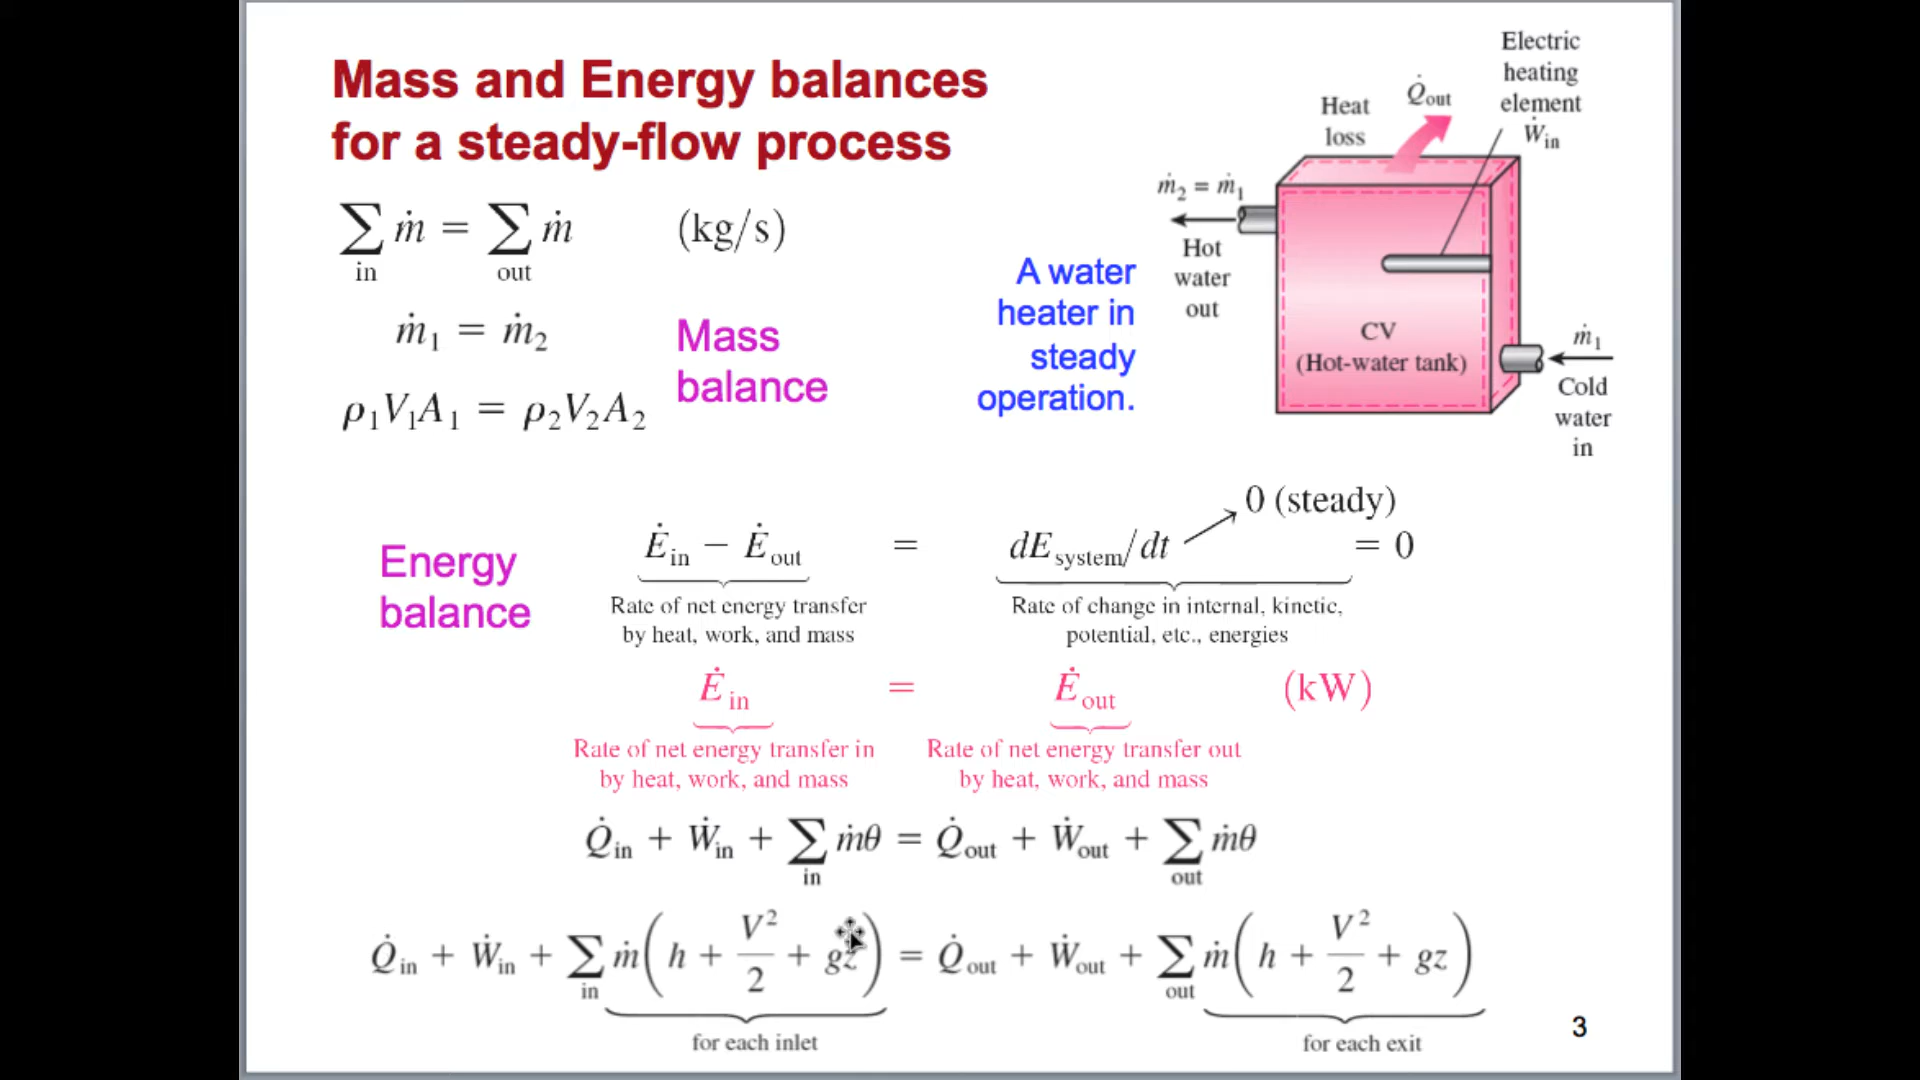 Mass and Energy balances
for a steady-flow process
∑ ṁ = ∑ ṁ (kg/s)
in out
ṁ₁ = ṁ₂
ρ₁V₁A₁ = ρ₂V₂A₂
Mass
balance
A water
heater in
steady
operation.
Electric
heating
element
Ẇin
Q̇out
Heat
loss
ṁ₂ = ṁ₁
Hot
water
out
CV
(Hot-water tank)
ṁ₁
Cold
water
in
Energy
balance
0 (steady)
Ėin − Ėout = dEsystem/dt = 0
Rate of net energy transfer
by heat, work, and mass
Rate of change in internal, kinetic,
potential, etc., energies
Ėin = Ėout (kW)
Rate of net energy transfer in
by heat, work, and mass
Rate of net energy transfer out
by heat, work, and mass
Q̇in + Ẇin + ∑ ṁθ = Q̇out + Ẇout + ∑ ṁθ
in out
Q̇in + Ẇin + ∑ ṁ(h + V²/2 + gz) = Q̇out + Ẇout + ∑ ṁ(h + V²/2 + gz)
in out
for each inlet for each exit
3